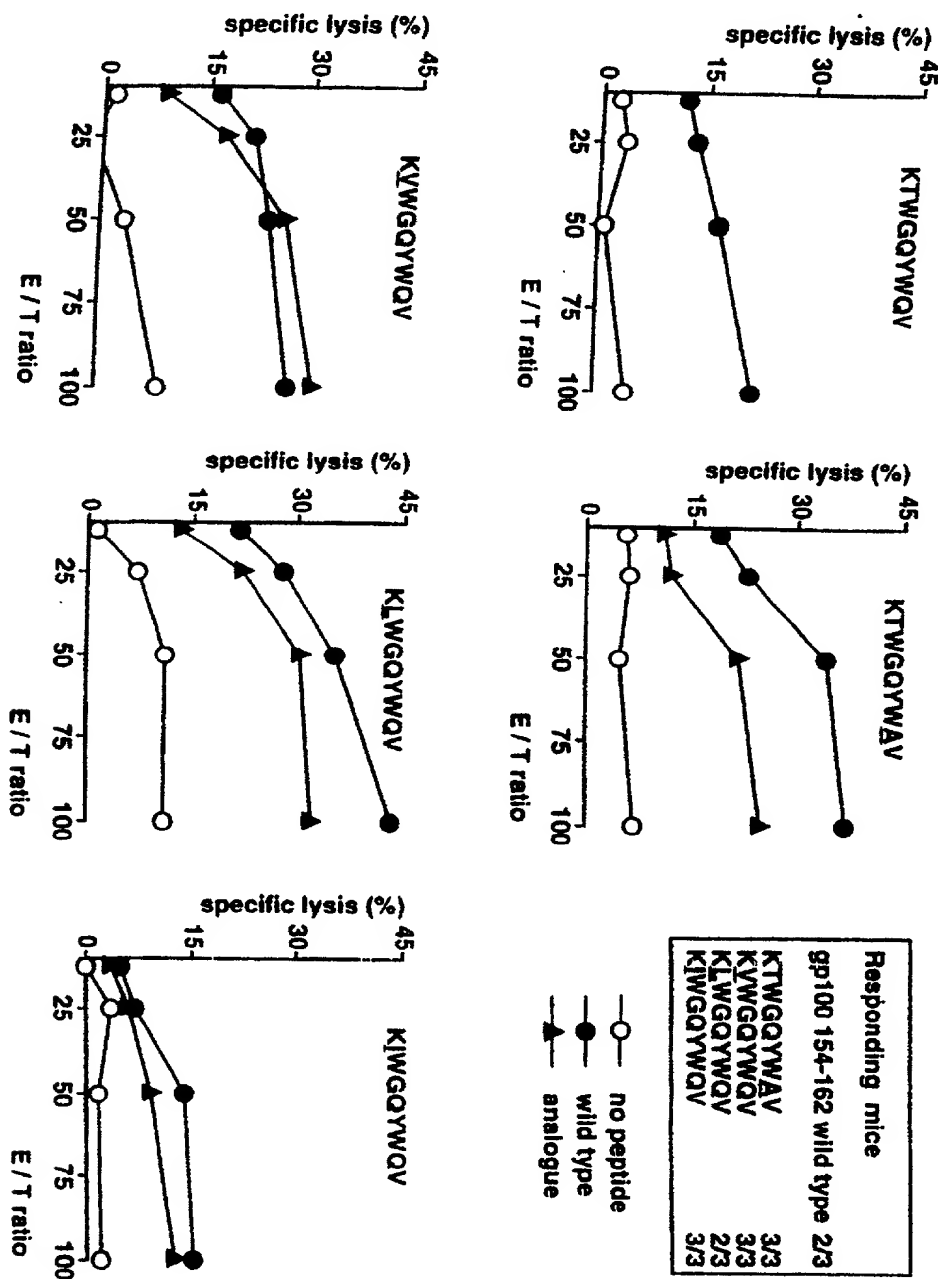 KTWGQYWQV
specific lysis (%)
45
30
15
0
25
50
75
100
KTWGQYWAV
specific lysis (%)
45
30
15
0
25
50
75
100
E / T ratio
Responding mice
gp100 154-162 wild type 2/3
KTWGQYWAV 3/3
KVWGQYWQV 3/3
KLWGQYWQV 2/3
KIWGQYWQV 3/3
no peptide
wild type
analogue
KVWGQYWQV
specific lysis (%)
45
30
15
0
25
50
75
100
E / T ratio
KLWGQYWQV
specific lysis (%)
45
30
15
0
25
50
75
100
E / T ratio
KIWGQYWQV
specific lysis (%)
45
30
15
0
25
50
75
100
E / T ratio